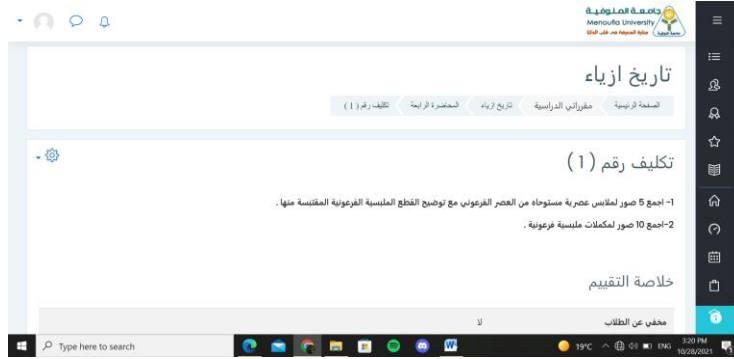 جامعة المنوفية
Menoufia University
تاريخ ازياء
الصفحة الرئيسية
مقرراتي الدراسية
تاريخ ازياء
المحاضرة الرابعة
تكليف رقم (1)
تكليف رقم (1)
1- اجمع 5 صور لملابس عصرية مستوحاه من العصر الفرعوني مع توضيح القطع الملبسية الفرعونية المقتبسة منها .
2-اجمع 10 صور لمكملات ملبسية فرعونية .
خلاصة التقييم
مخفي عن الطلاب
لا
Type here to search
19°C
ENG
3:20 PM
10/28/2021